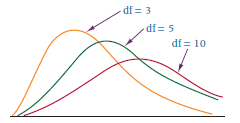 df = 3
df = 5
df = 10